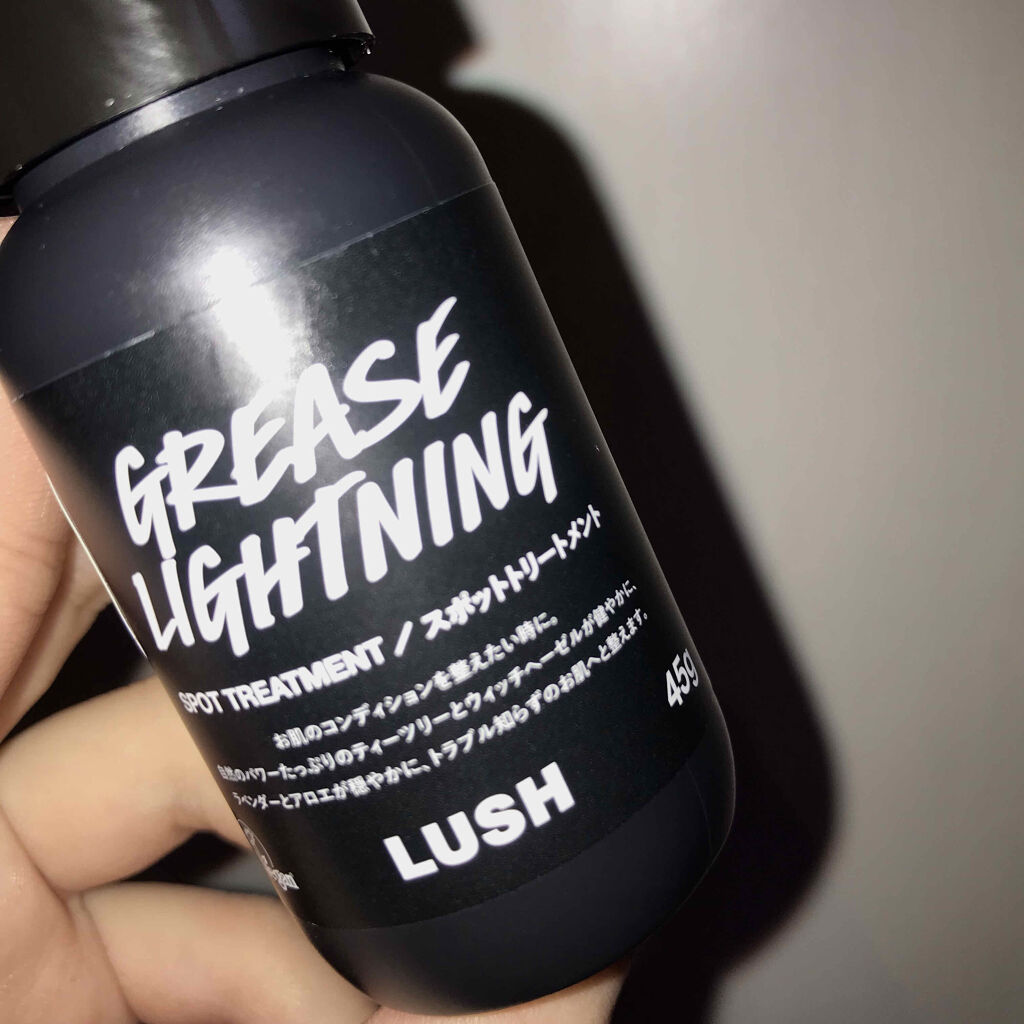 GREASE
LIGHTNING
SPOT TREATMENT / スポットトリートメント
お肌のコンディションを整えたい時に。
自然のパワーたっぷりのティーツリーとウィッチヘーゼルが健やかに、
ラベンダーとアロエが穏やかに、トラブル知らずのお肌へと整えます。
45g
LUSH